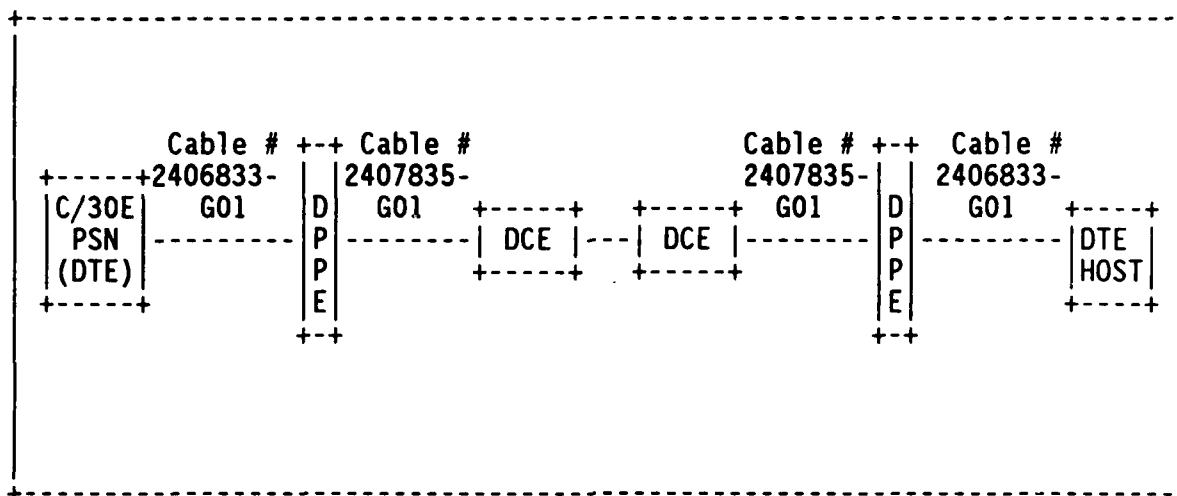 Cable # Cable # Cable # Cable #
2406833- 2407835- 2407835- 2406833-
C/30E G01 D G01 G01 D G01
PSN P DCE DCE P DTE
(DTE) P P HOST
E E